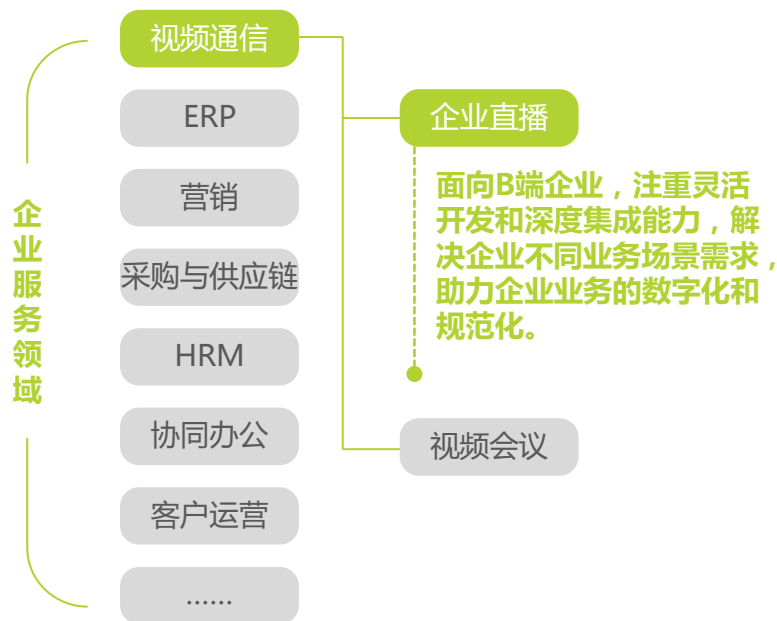 企业服务领域
视频通信
ERP
营销
采购与供应链
HRM
协同办公
客户运营
......
企业直播
面向B端企业，注重灵活
开发和深度集成能力，解
决企业不同业务场景需求，
助力企业业务的数字化和
规范化。
视频会议